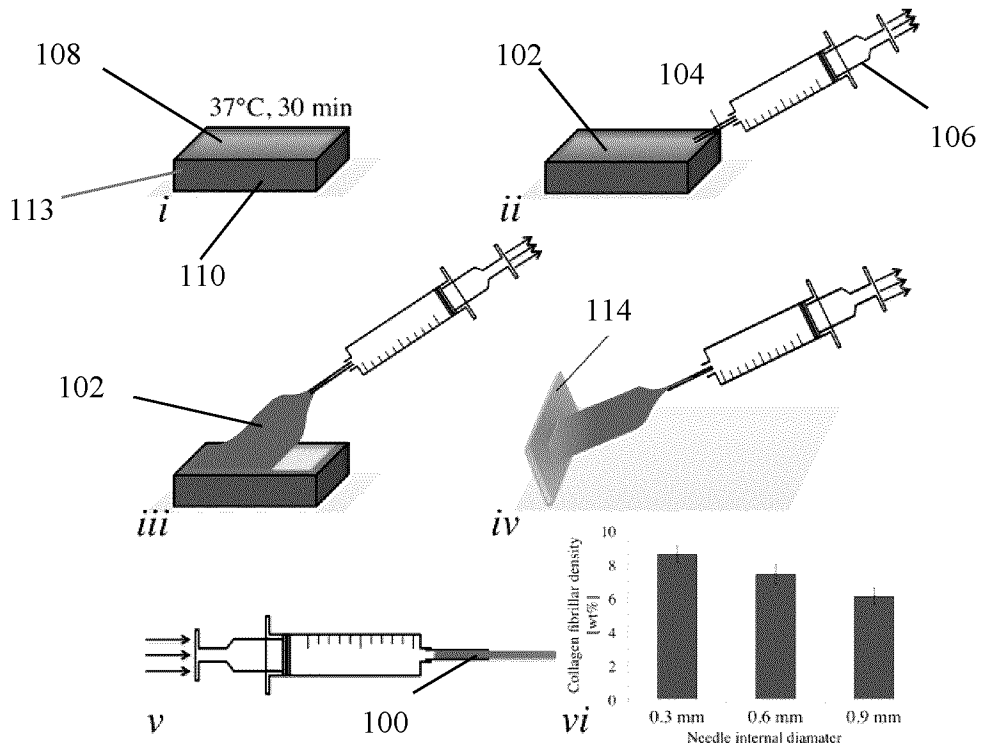 108
37°C, 30 min
113
i
110
102
104
106
ii
102
iii
114
iv
v
100
vi
Collagen fibrillar density
[wt%]
10
8
6
4
2
0
0.3 mm
0.6 mm
0.9 mm
Needle internal diamater